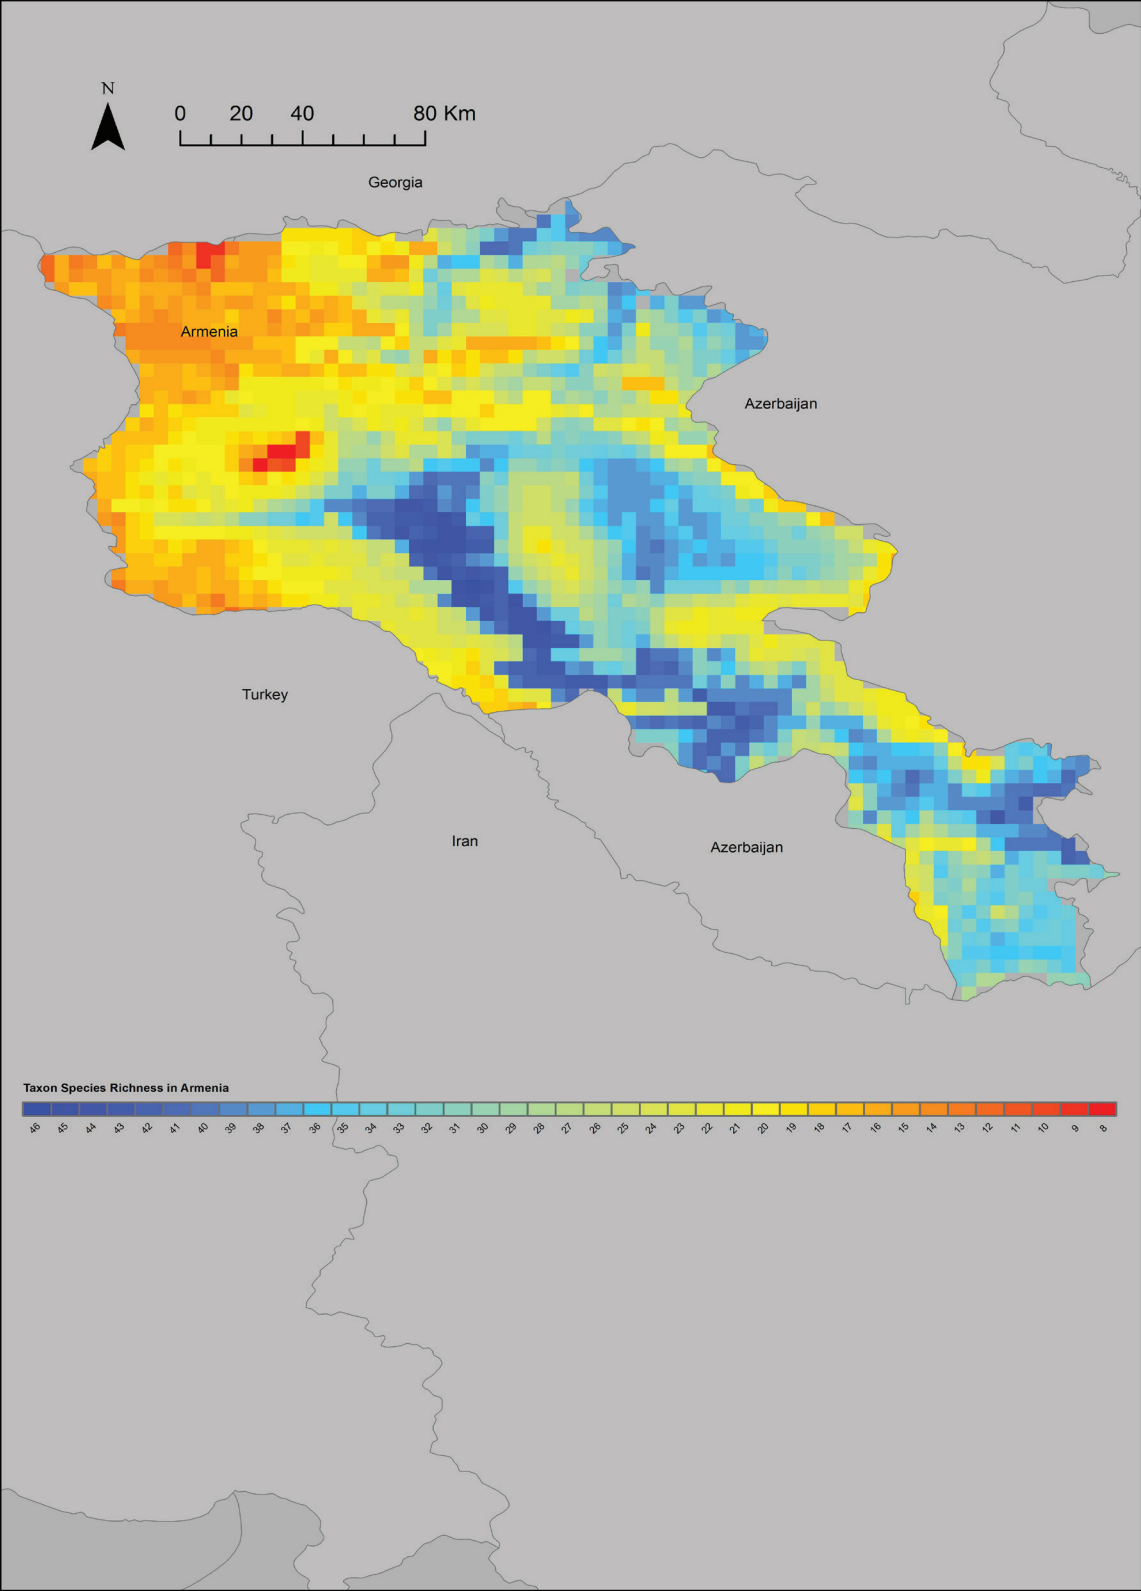 N
0 20 40 80 Km
Georgia
Armenia
Azerbaijan
Turkey
Iran
Azerbaijan
Taxon Species Richness in Armenia
46 45 44 43 42 41 40 39 38 37 36 35 34 33 32 31 30 29 28 27 26 25 24 23 22 21 20 19 18 17 16 15 14 13 12 11 10 9 8